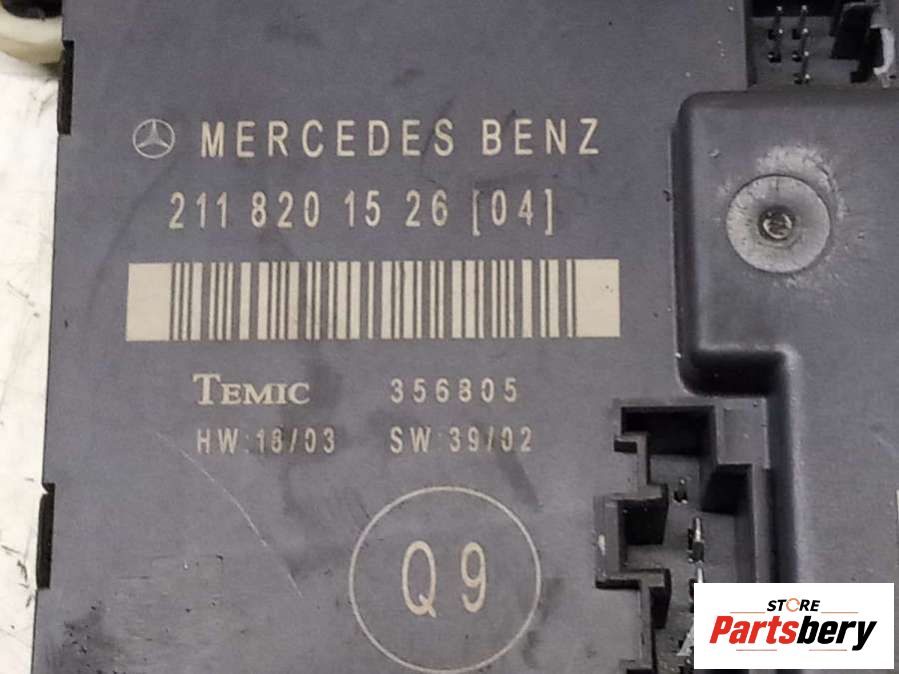 MERCEDES BENZ
211 820 15 26 [04]
TEMIC 356805
HW:18/03 SW:39/02
Q9
STORE
Partsbery